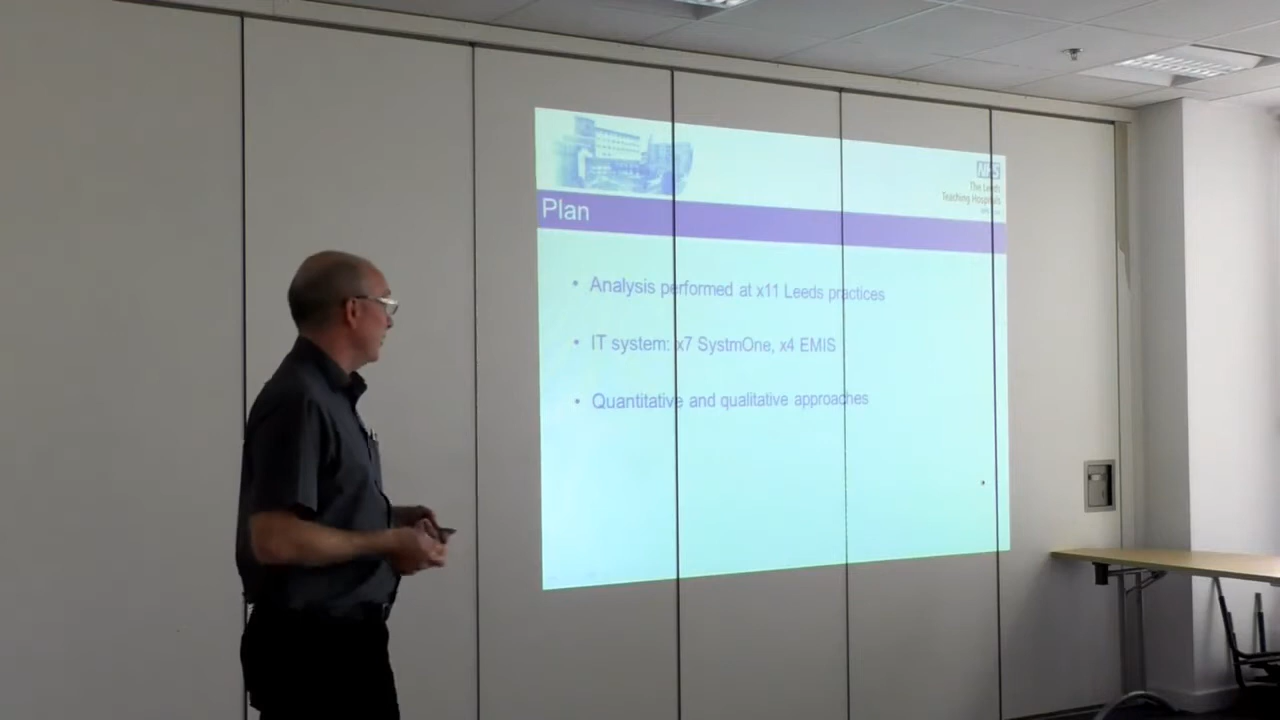 NHS
The Leeds
Teaching Hospitals
Plan
• Analysis performed at x11 Leeds practices
• IT system: x7 SystmOne, x4 EMIS
• Quantitative and qualitative approaches